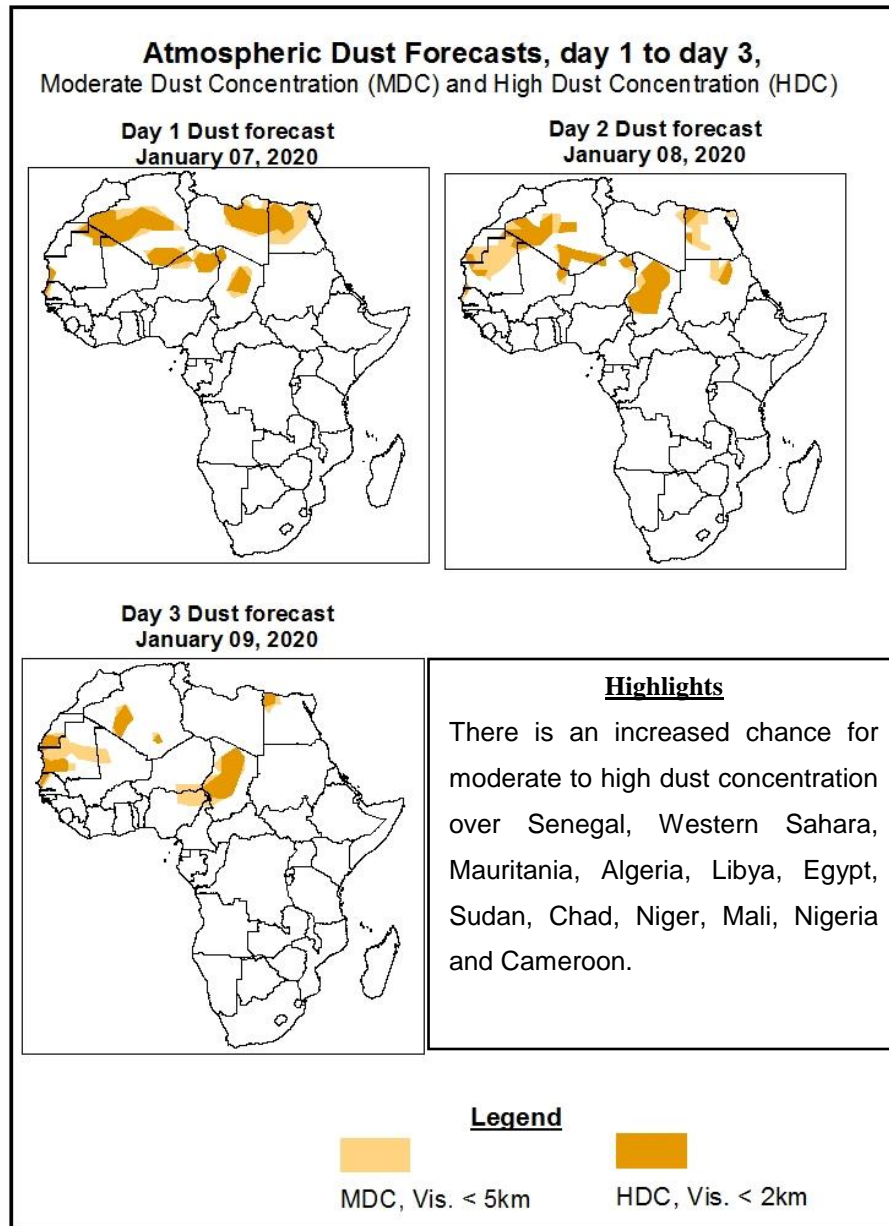 Atmospheric Dust Forecasts, day 1 to day 3,
Moderate Dust Concentration (MDC) and High Dust Concentration (HDC)
Day 1 Dust forecast
January 07, 2020
Day 2 Dust forecast
January 08, 2020
Day 3 Dust forecast
January 09, 2020
Highlights
There is an increased chance for
moderate to high dust concentration
over Senegal, Western Sahara,
Mauritania, Algeria, Libya, Egypt,
Sudan, Chad, Niger, Mali, Nigeria
and Cameroon.
Legend
MDC, Vis. < 5km
HDC, Vis. < 2km